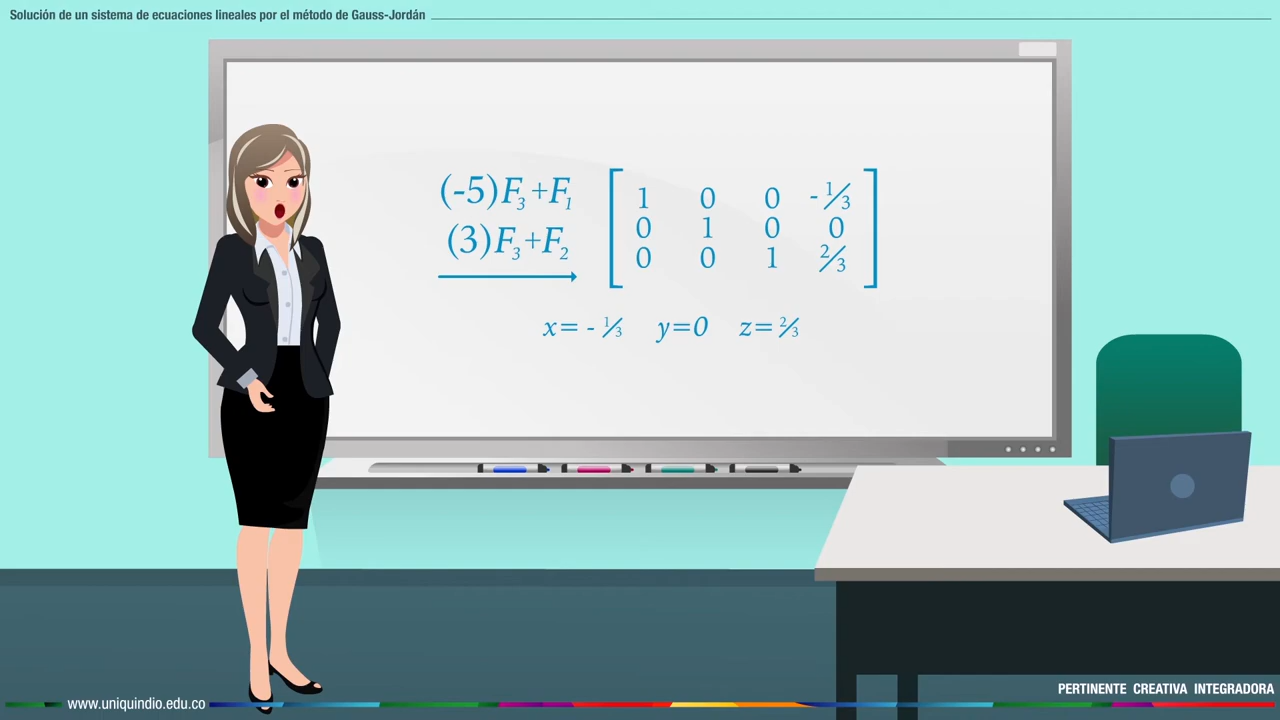 Solución de un sistema de ecuaciones lineales por el método de Gauss-Jordán
(-5)F₃+F₁
(3)F₃+F₂
1 0 0 -⅓
0 1 0 0
0 0 1 ⅔
x= - ⅓ y=0 z= ⅔
www.uniquindio.edu.co
PERTINENTE CREATIVA INTEGRADORA